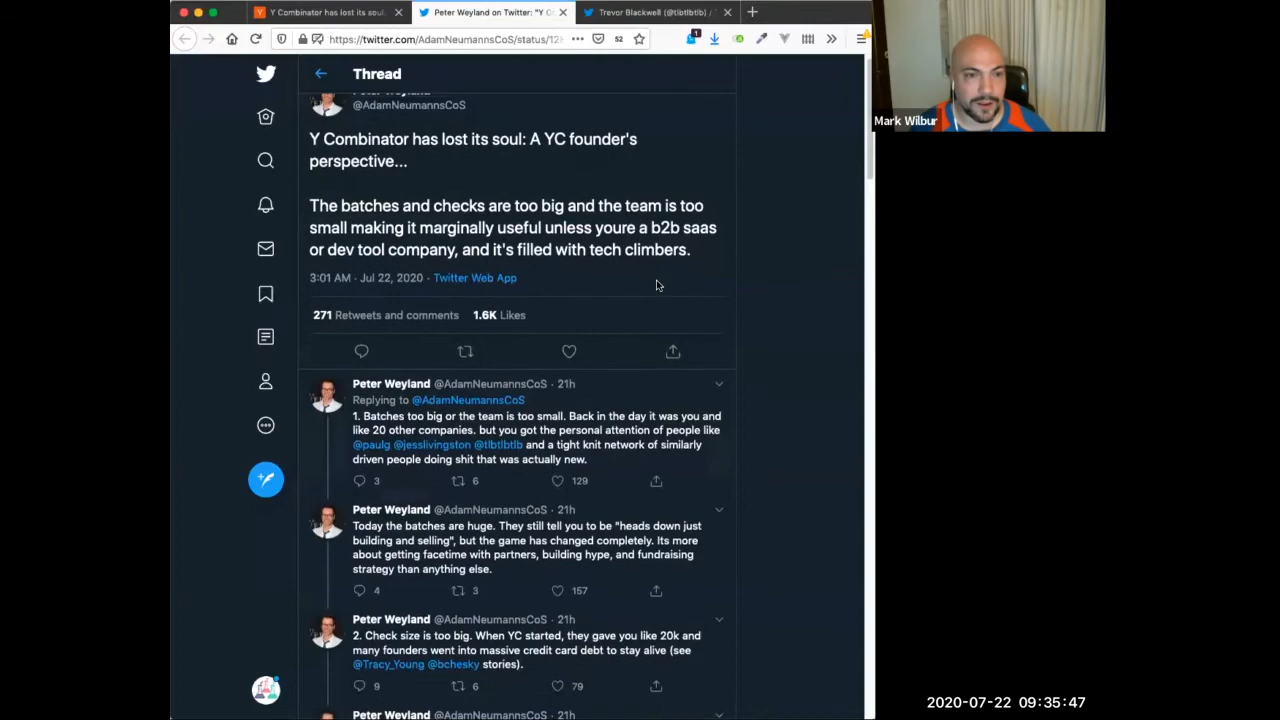 Y Combinator has lost its soul.
Peter Weyland on Twitter: "Y C
Trevor Blackwell (@tlbtlbtlb) / T
https://twitter.com/AdamNeumannsCoS/status/12
52
1
Thread
Peter Weyland
@AdamNeumannsCoS
Y Combinator has lost its soul: A YC founder's
perspective...
The batches and checks are too big and the team is too
small making it marginally useful unless youre a b2b saas
or dev tool company, and it's filled with tech climbers.
3:01 AM · Jul 22, 2020 · Twitter Web App
271 Retweets and comments 1.6K Likes
Peter Weyland @AdamNeumannsCoS · 21h
Replying to @AdamNeumannsCoS
1. Batches too big or the team is too small. Back in the day it was you and
like 20 other companies. but you got the personal attention of people like
@paulg @jesslivingston @tlbtlbtlb and a tight knit network of similarly
driven people doing shit that was actually new.
3 6 129
Peter Weyland @AdamNeumannsCoS · 21h
Today the batches are huge. They still tell you to be "heads down just
building and selling", but the game has changed completely. Its more
about getting facetime with partners, building hype, and fundraising
strategy than anything else.
4 3 157
Peter Weyland @AdamNeumannsCoS · 21h
2. Check size is too big. When YC started, they gave you like 20k and
many founders went into massive credit card debt to stay alive (see
@Tracy_Young @bchesky stories).
9 6 79
Peter Weyland @AdamNeumannsCoS · 21h
Mark Wilbur
2020-07-22 09:35:47